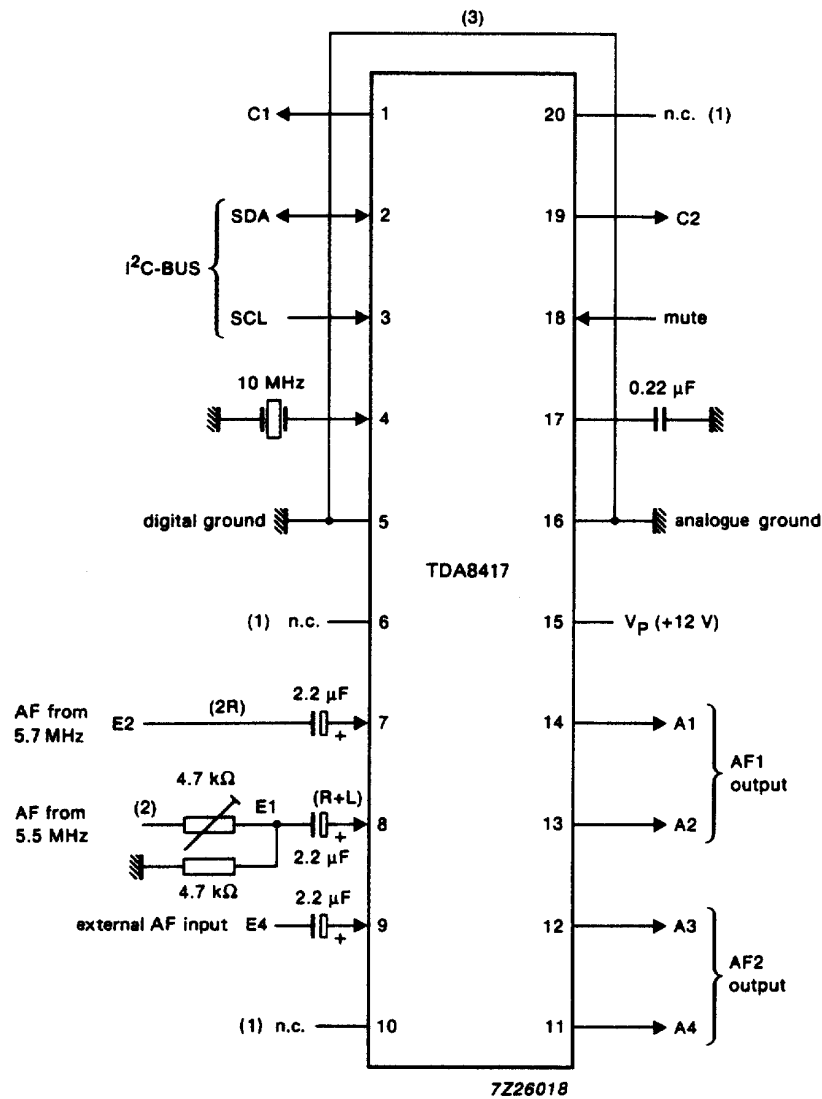 (3)
C1 1 20 n.c. (1)
SDA 2 19 C2
I²C-BUS
SCL 3 18 mute
10 MHz 0.22 µF
4 17
digital ground 5 16 analogue ground
TDA8417
(1) n.c. 6 15 VP (+12 V)
AF from 5.7 MHz E2 (2R) 2.2 µF + 7 14 A1
AF1 output
4.7 kΩ
AF from 5.5 MHz (2) E1 (R+L) + 8 13 A2
4.7 kΩ 2.2 µF
2.2 µF
external AF input E4 + 9 12 A3
AF2 output
(1) n.c. 10 11 A4
7Z26018